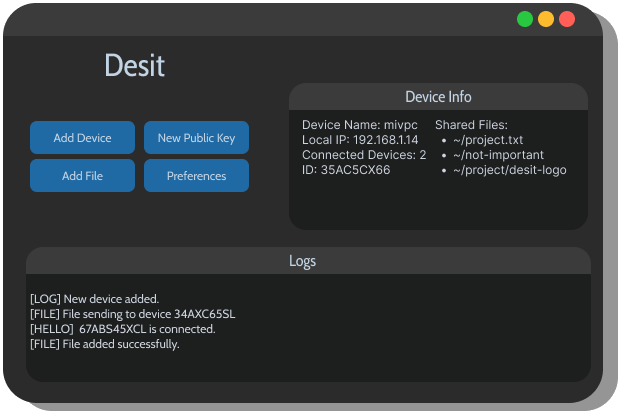 Desit
Add Device
New Public Key
Add File
Preferences
Device Info
Device Name: mivpc
Local IP: 192.168.1.14
Connected Devices: 2
ID: 35AC5CX66
Shared Files:
• ~/project.txt
• ~/not-important
• ~/project/desit-logo
Logs
[LOG] New device added.
[FILE] File sending to device 34AXC65SL
[HELLO]  67ABS45XCL is connected.
[FILE] File added successfully.